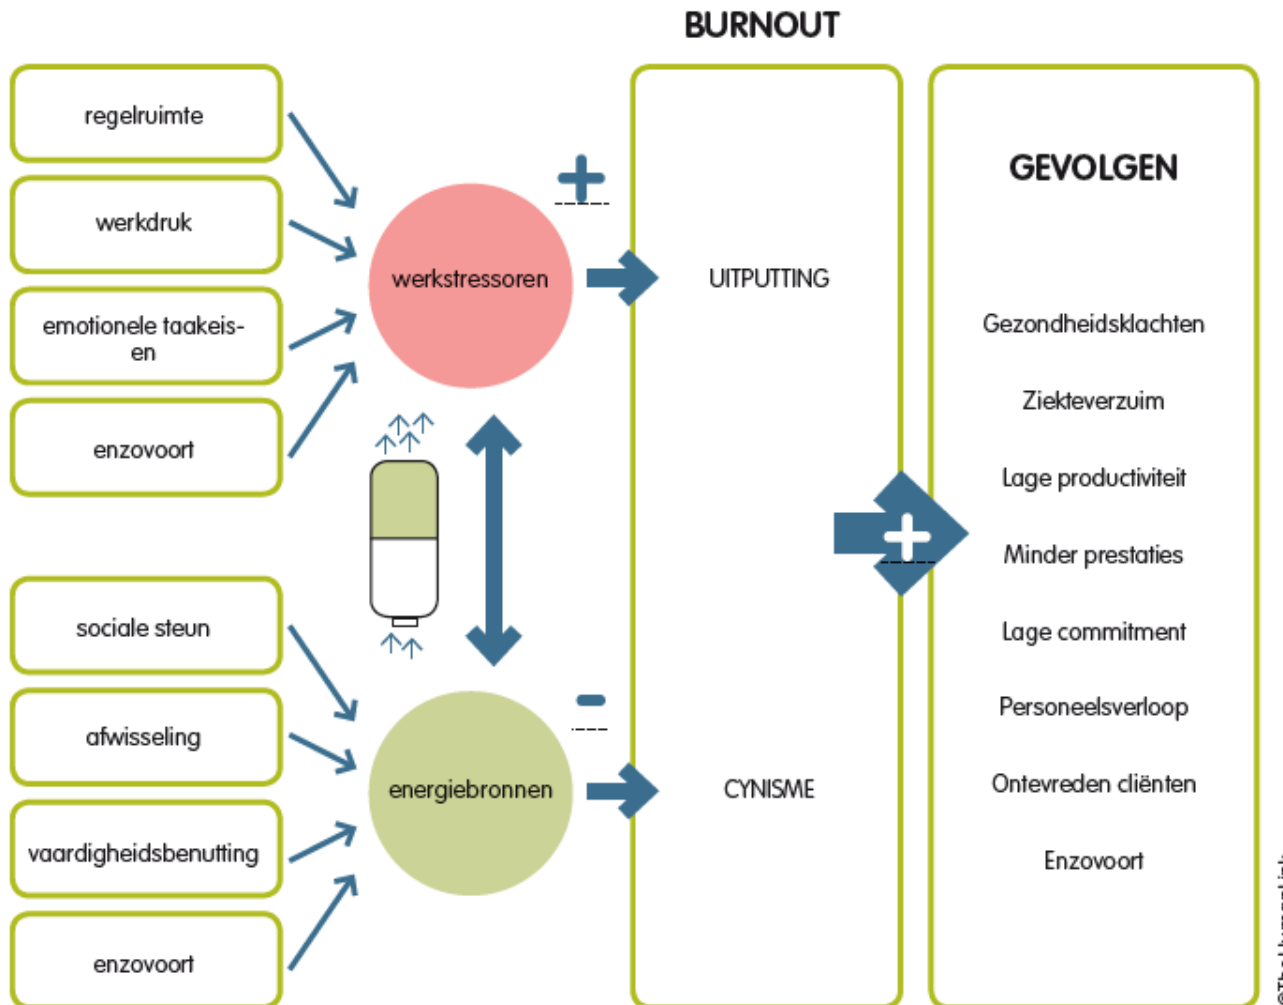 BURNOUT
regelruimte
werkdruk
emotionele taakeis-
en
enzovoort
sociale steun
afwisseling
vaardigheidsbenutting
enzovoort
werkstressoren
energiebronnen
+
-
UITPUTTING
CYNISME
+
GEVOLGEN
Gezondheidsklachten
Ziekteverzuim
Lage productiviteit
Minder prestaties
Lage commitment
Personeelsverloop
Ontevreden cliënten
Enzovoort